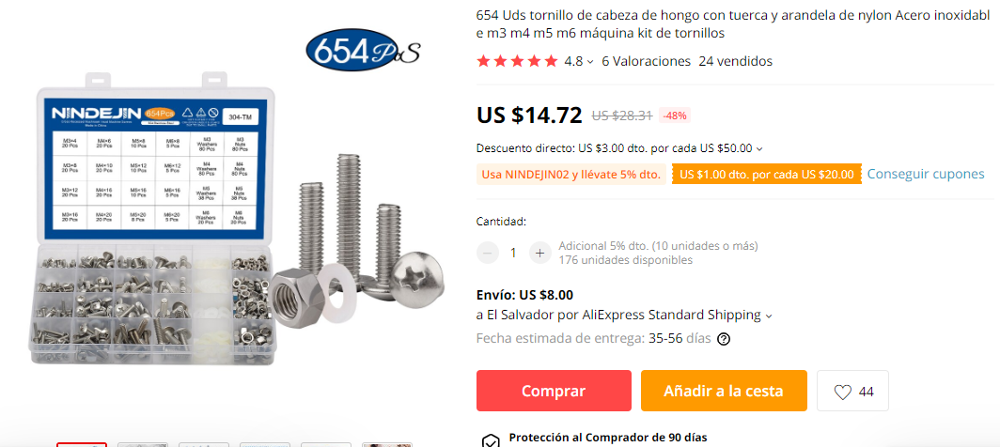 654 Uds tornillo de cabeza de hongo con tuerca y arandela de nylon Acero inoxidabl
e m3 m4 m5 m6 máquina kit de tornillos
4.8 6 Valoraciones 24 vendidos
654 PcS
NINDEJIN 654Pcs 304-TM
M3×4 M4×6 M5×8 M6×8 M3 M3
20 Pcs 20 Pcs 10 Pcs 5 Pcs Washers Nuts
80 Pcs 80 Pcs
M3×8 M4×10 M5×12 M6×12 M4 M4
20 Pcs 20 Pcs 10 Pcs 5 Pcs Washers Nuts
80 Pcs 80 Pcs
M3×12 M4×16 M5×16 M6×16
20 Pcs 20 Pcs 10 Pcs 5 Pcs Washers Nuts
38 Pcs 38 Pcs
M3×16 M4×20 M5×20 M6×20
20 Pcs 20 Pcs 8 Pcs 5 Pcs Washers Nuts
20 Pcs 20 Pcs
US $14.72 US $28.31 -48%
Descuento directo: US $3.00 dto. por cada US $50.00
Usa NINDEJIN02 y llévate 5% dto. US $1.00 dto. por cada US $20.00 Conseguir cupones
Cantidad:
1
Adicional 5% dto. (10 unidades o más)
176 unidades disponibles
Envío: US $8.00
a El Salvador por AliExpress Standard Shipping
Fecha estimada de entrega: 35-56 días
Comprar Añadir a la cesta 44
Protección al Comprador de 90 días